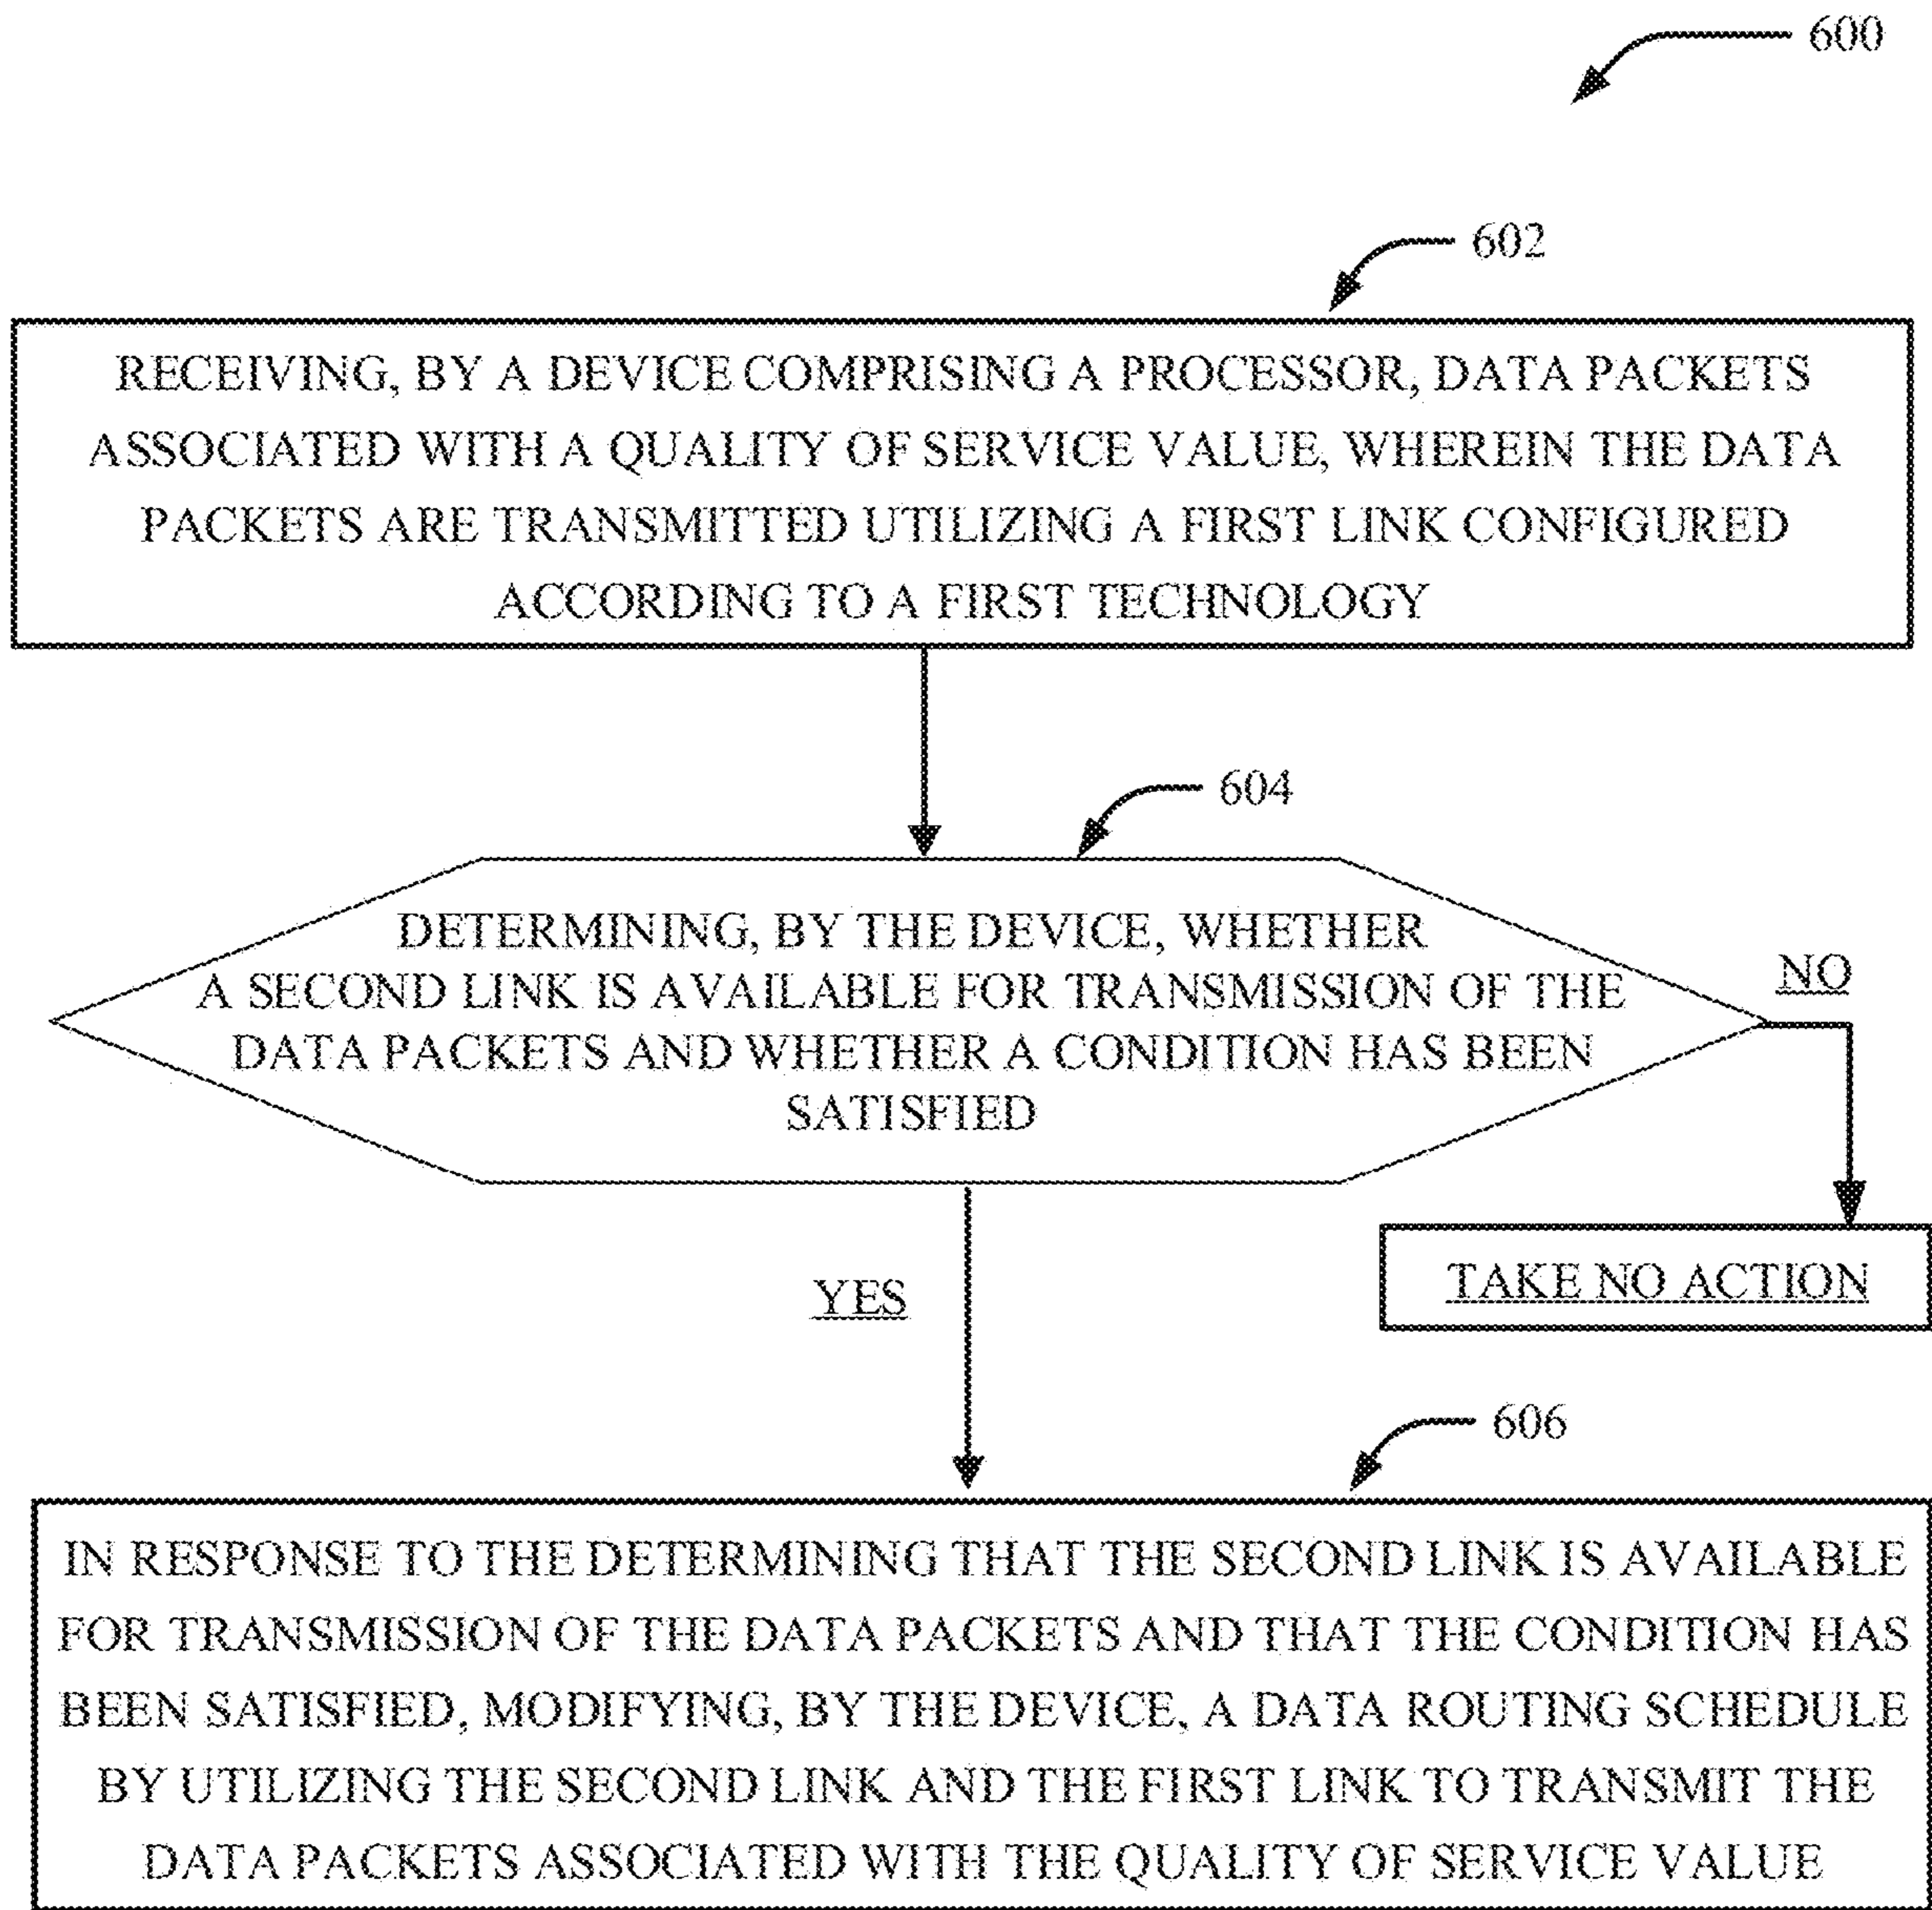 600
602
RECEIVING, BY A DEVICE COMPRISING A PROCESSOR, DATA PACKETS
ASSOCIATED WITH A QUALITY OF SERVICE VALUE, WHEREIN THE DATA
PACKETS ARE TRANSMITTED UTILIZING A FIRST LINK CONFIGURED
ACCORDING TO A FIRST TECHNOLOGY
604
DETERMINING, BY THE DEVICE, WHETHER
A SECOND LINK IS AVAILABLE FOR TRANSMISSION OF THE
DATA PACKETS AND WHETHER A CONDITION HAS BEEN
SATISFIED
NO
TAKE NO ACTION
YES
606
IN RESPONSE TO THE DETERMINING THAT THE SECOND LINK IS AVAILABLE
FOR TRANSMISSION OF THE DATA PACKETS AND THAT THE CONDITION HAS
BEEN SATISFIED, MODIFYING, BY THE DEVICE, A DATA ROUTING SCHEDULE
BY UTILIZING THE SECOND LINK AND THE FIRST LINK TO TRANSMIT THE
DATA PACKETS ASSOCIATED WITH THE QUALITY OF SERVICE VALUE